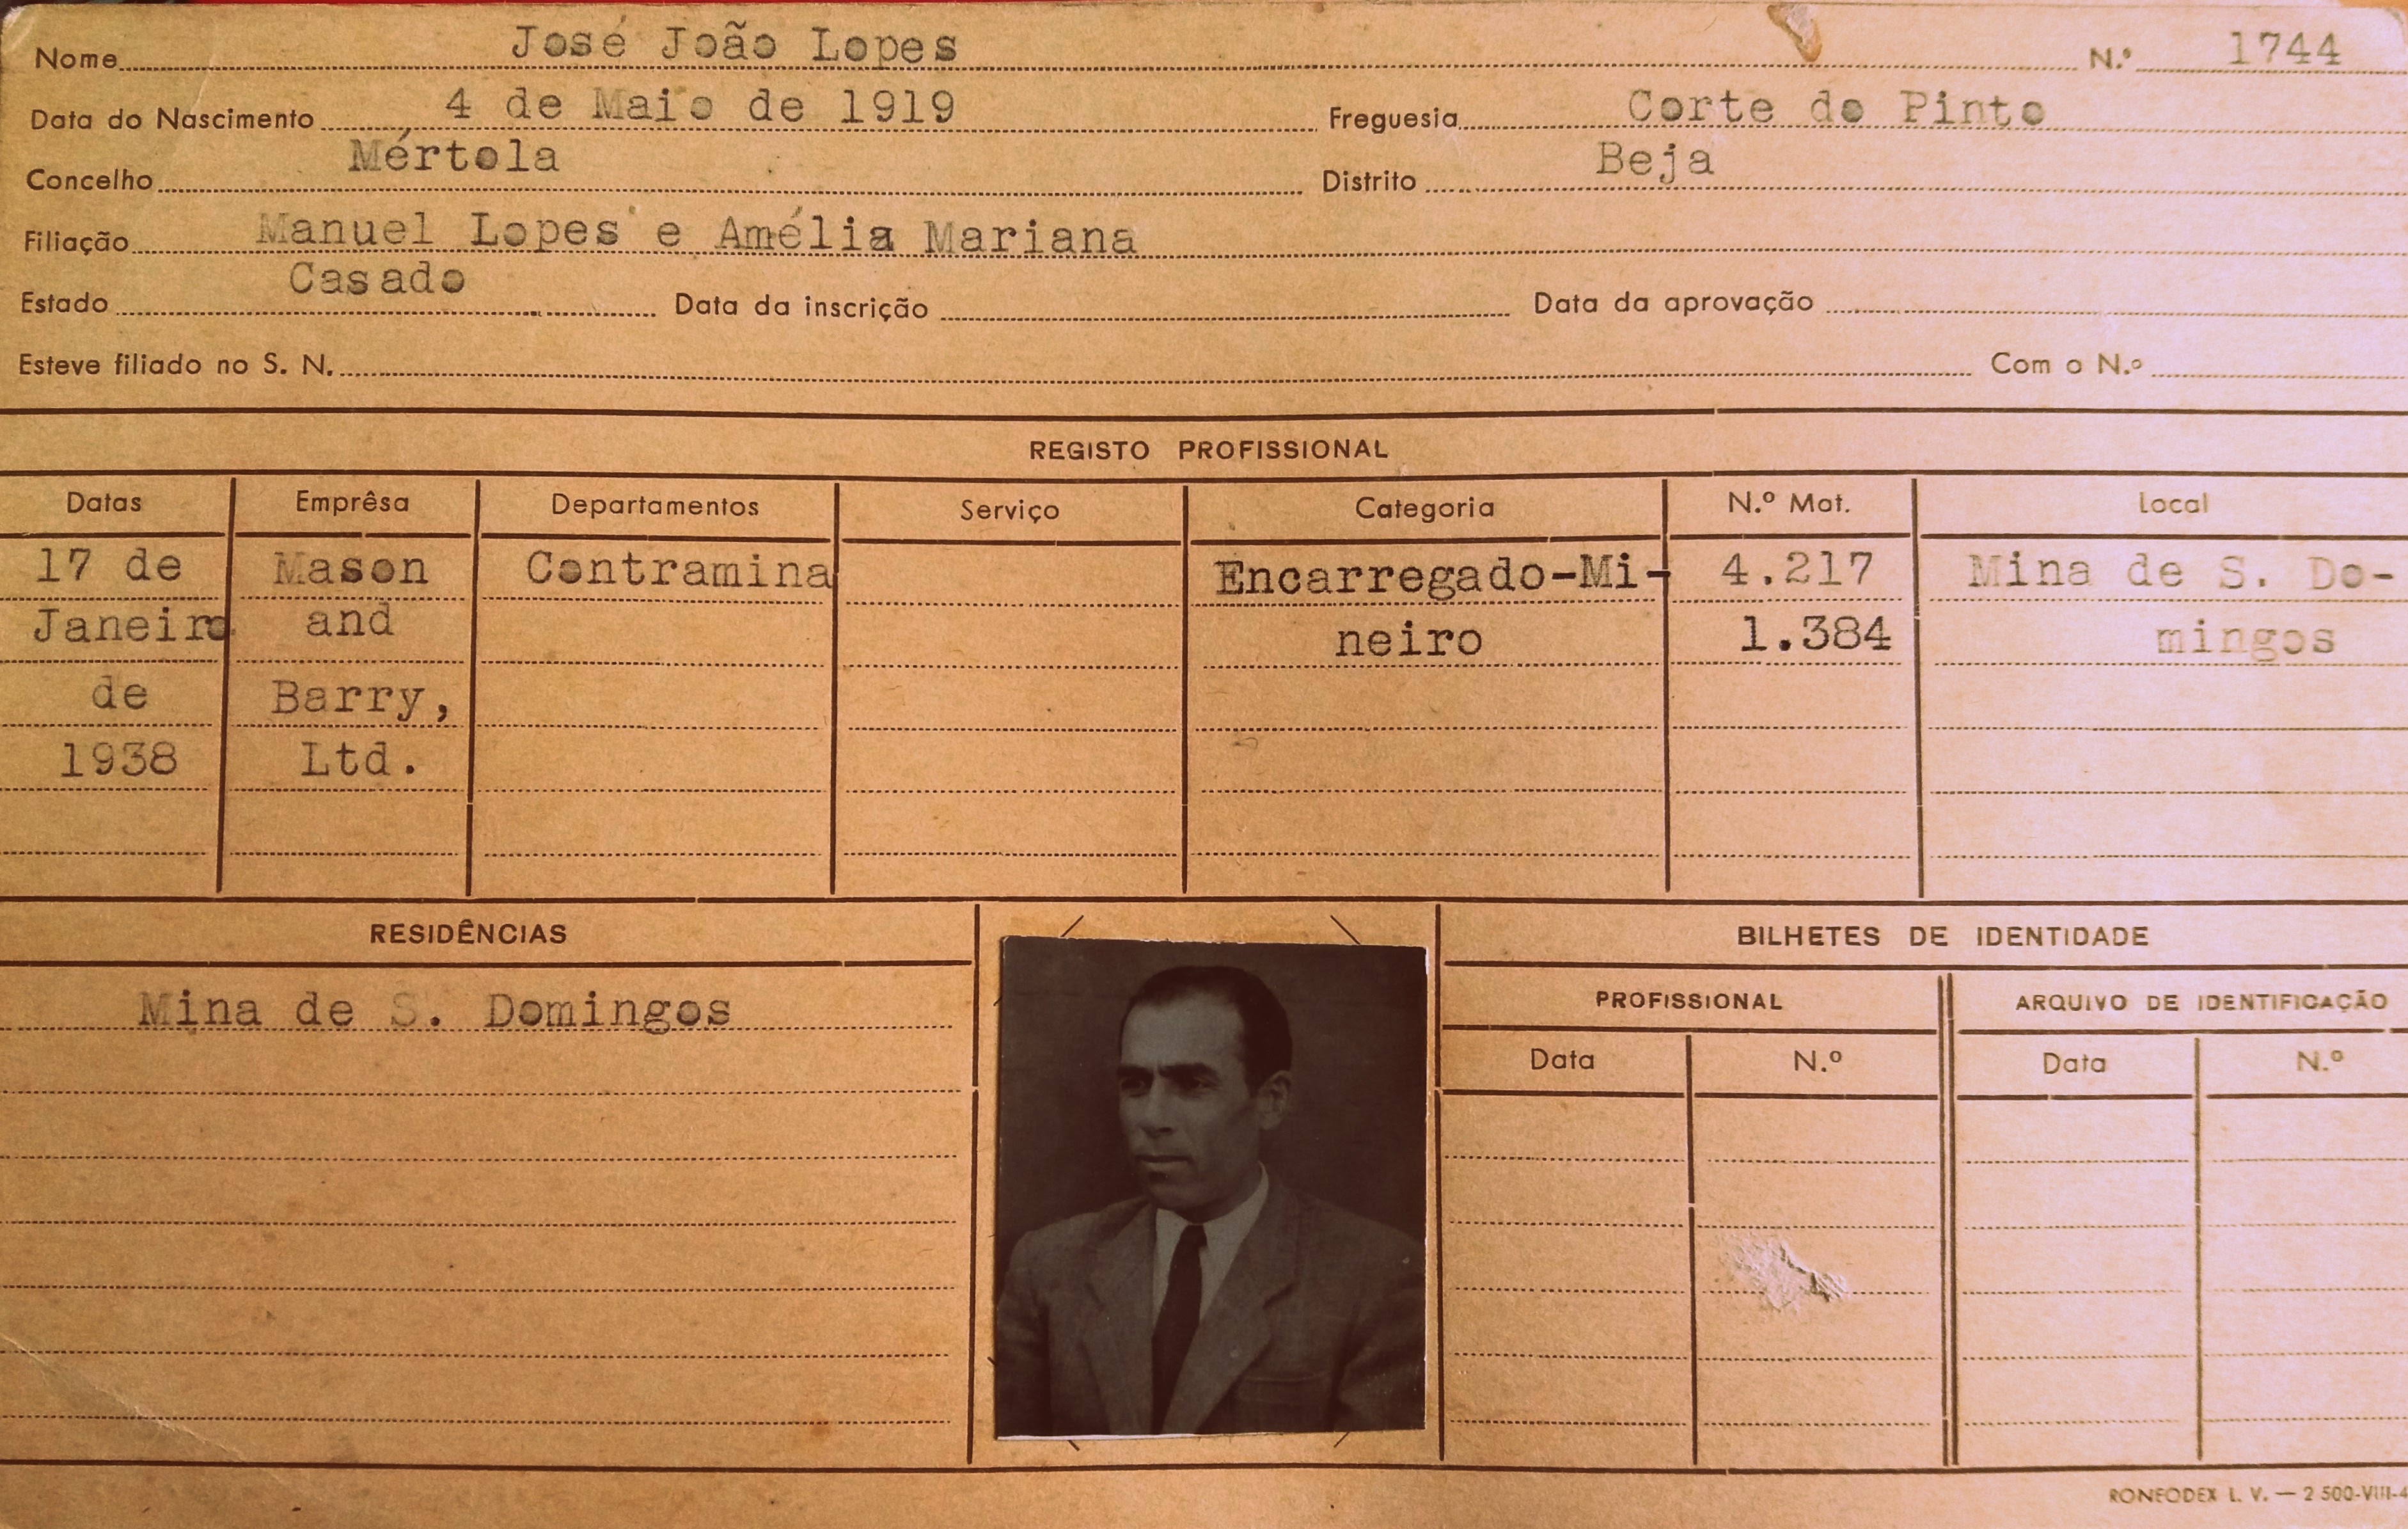 Nome José João Lopes N.º 1744
Data do Nascimento 4 de Maio de 1919 Freguesia Corte do Pinto
Concelho Mértola Distrito Beja
Filiação Manuel Lopes e Amélia Mariana
Estado Casado Data da inscrição Data da aprovação
Esteve filiado no S. N. Com o N.º
REGISTO PROFISSIONAL
Datas Emprêsa Departamentos Serviço Categoria N.º Mat. Local
17 de Mason Contramina Encarregado-Mi- 4.217 Mina de S. Do-
Janeiro and neiro 1.384 mingos
de Barry,
1938 Ltd.
RESIDÊNCIAS BILHETES DE IDENTIDADE
Mina de S. Domingos PROFISSIONAL ARQUIVO DE IDENTIFICAÇÃO
Data N.º Data N.º
RONEODEX L. V. — 2 500-VIII-4